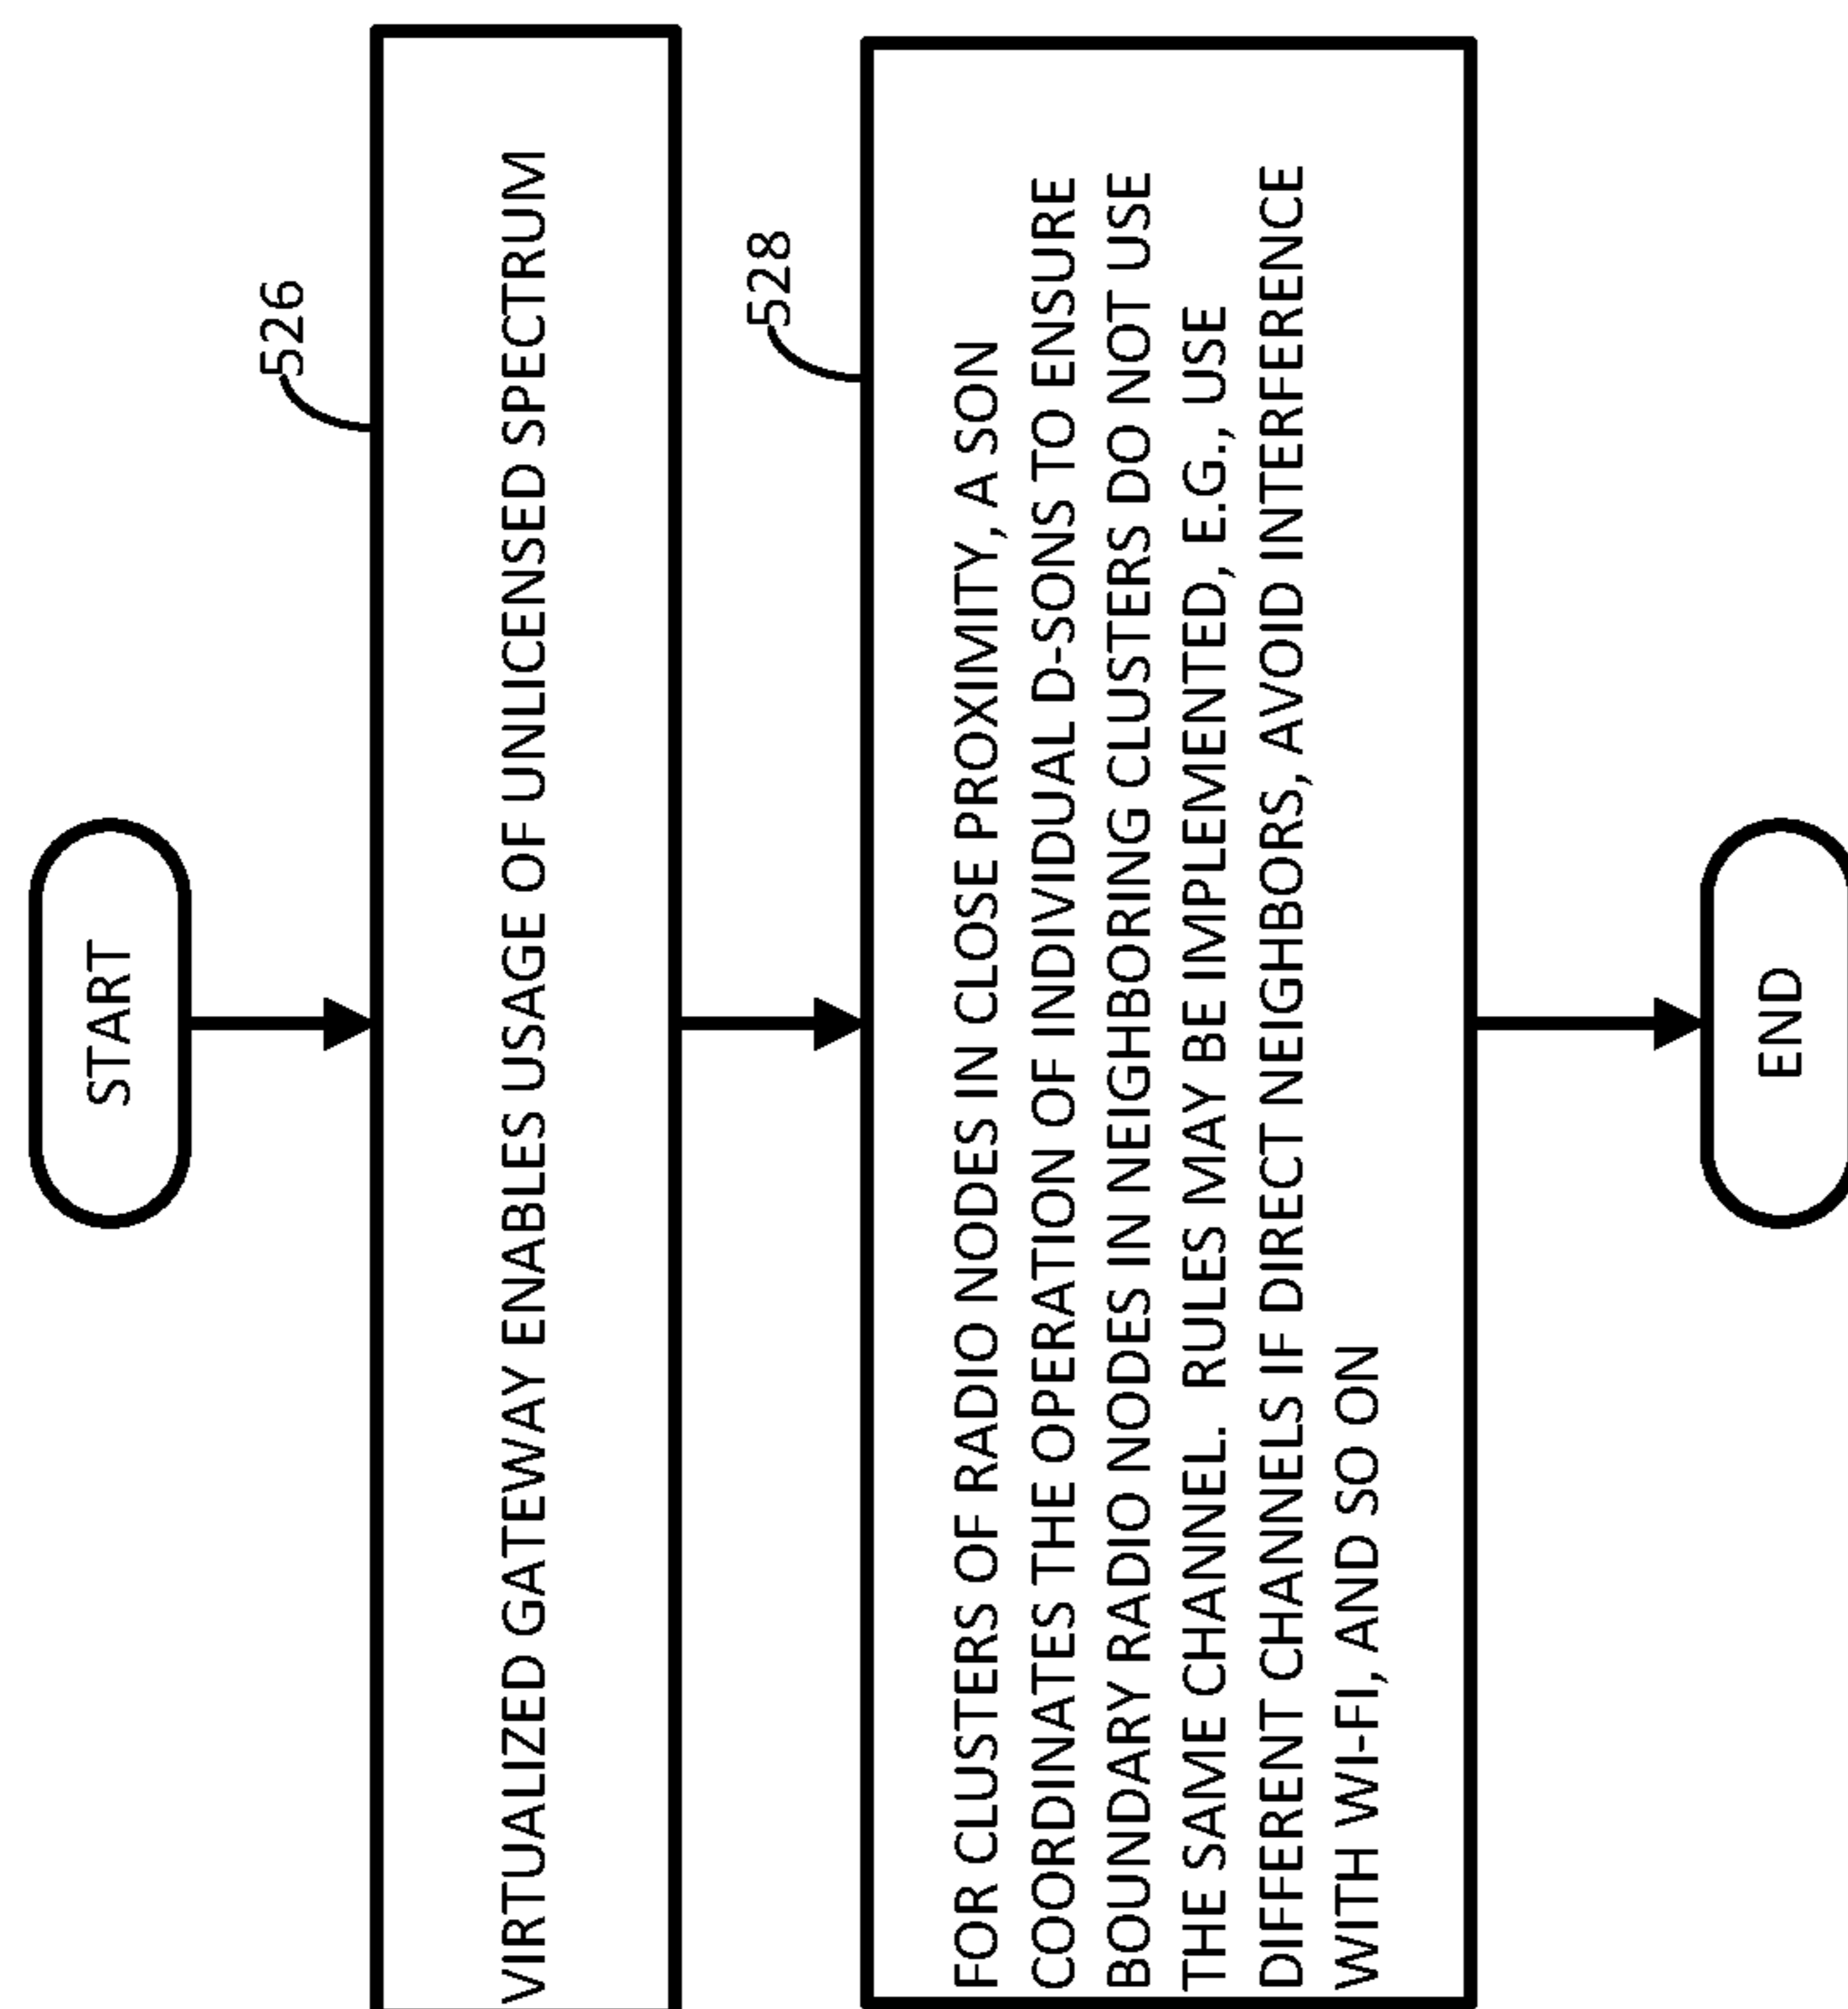 START
526
VIRTUALIZED GATEWAY ENABLES USAGE OF UNLICENSED SPECTRUM
528
FOR CLUSTERS OF RADIO NODES IN CLOSE PROXIMITY, A SON
COORDINATES THE OPERATION OF INDIVIDUAL D-SONS TO ENSURE
BOUNDARY RADIO NODES IN NEIGHBORING CLUSTERS DO NOT USE
THE SAME CHANNEL. RULES MAY BE IMPLEMENTED, E.G., USE
DIFFERENT CHANNELS IF DIRECT NEIGHBORS, AVOID INTERFERENCE
WITH WI-FI, AND SO ON
END